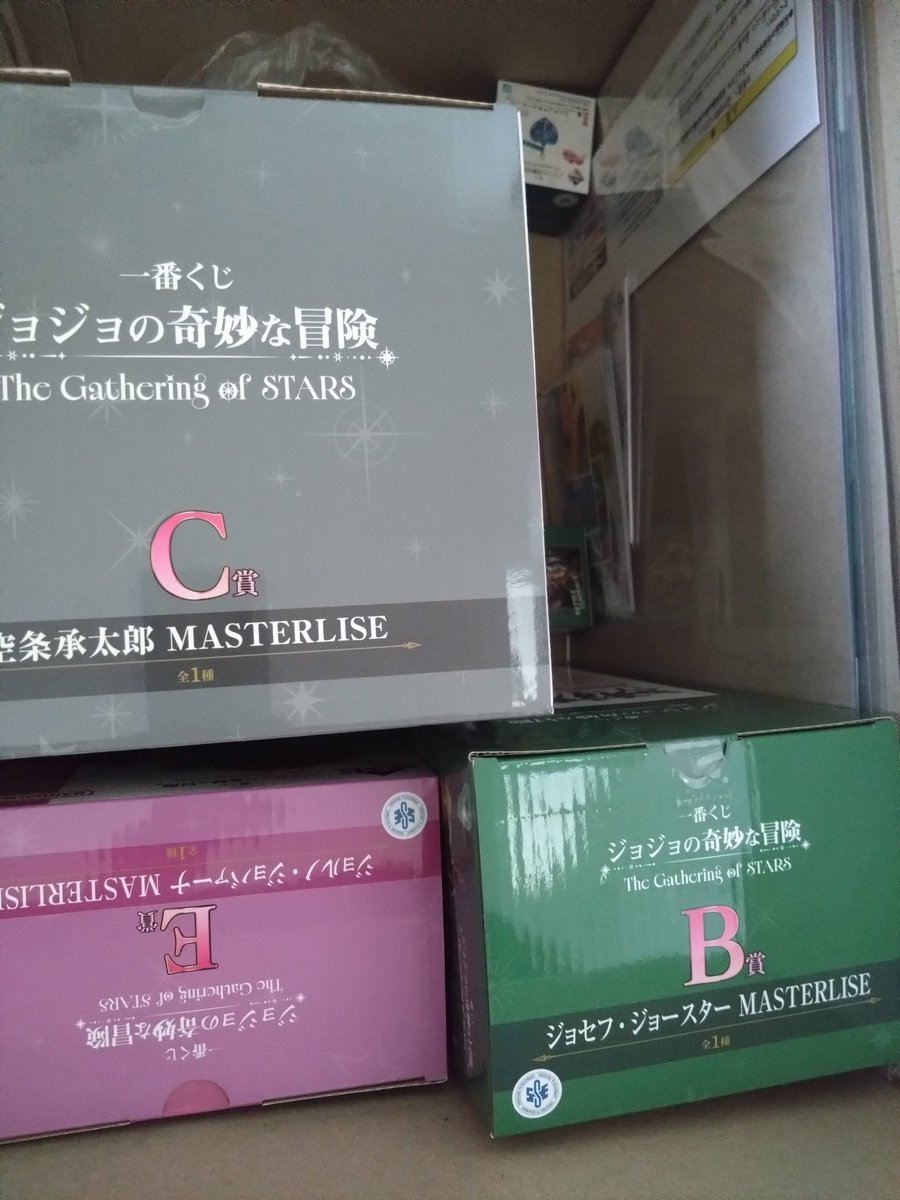 一番くじ
ジョジョの奇妙な冒険
The Gathering of STARS
C賞
空条承太郎 MASTERLISE
全1種
一番くじ
ジョジョの奇妙な冒険
The Gathering of STARS
E賞
ジョルノ・ジョバァーナ MASTERLISE
全1種
一番くじ
ジョジョの奇妙な冒険
The Gathering of STARS
B賞
ジョセフ・ジョースター MASTERLISE
全1種